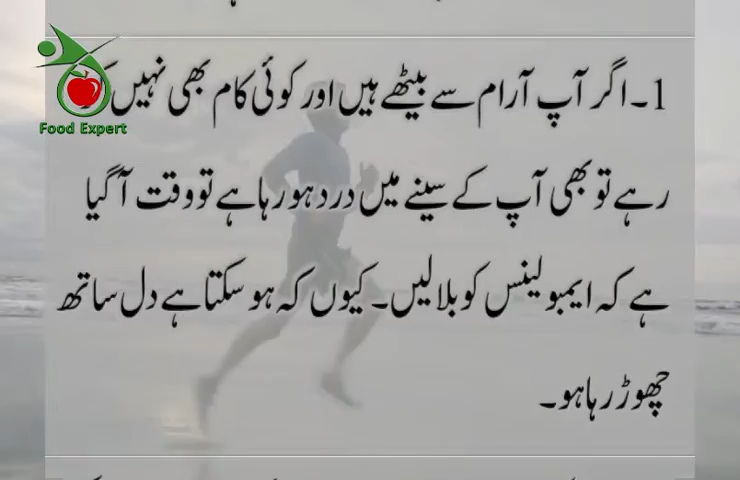 Food Expert
1۔اگر آپ آرام سے بیٹھے ہیں اور کوئی کام بھی نہیں
رہے تو بھی آپ کے سینے میں درد ہو رہا ہے تو وقت آگیا
ہے کہ ایمبولینس کو بلا لیں۔ کیوں کہ ہو سکتا ہے دل ساتھ
چھوڑ رہا ہو۔